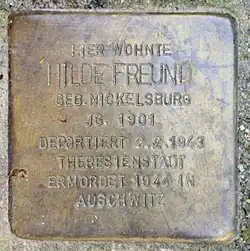 HIER WOHNTE
HILDE FREUND
GEB. MICKELSBURG
JG. 1901
DEPORTIERT 2.2.1943
THERESIENSTADT
ERMORDET 1944 IN
AUSCHWITZ